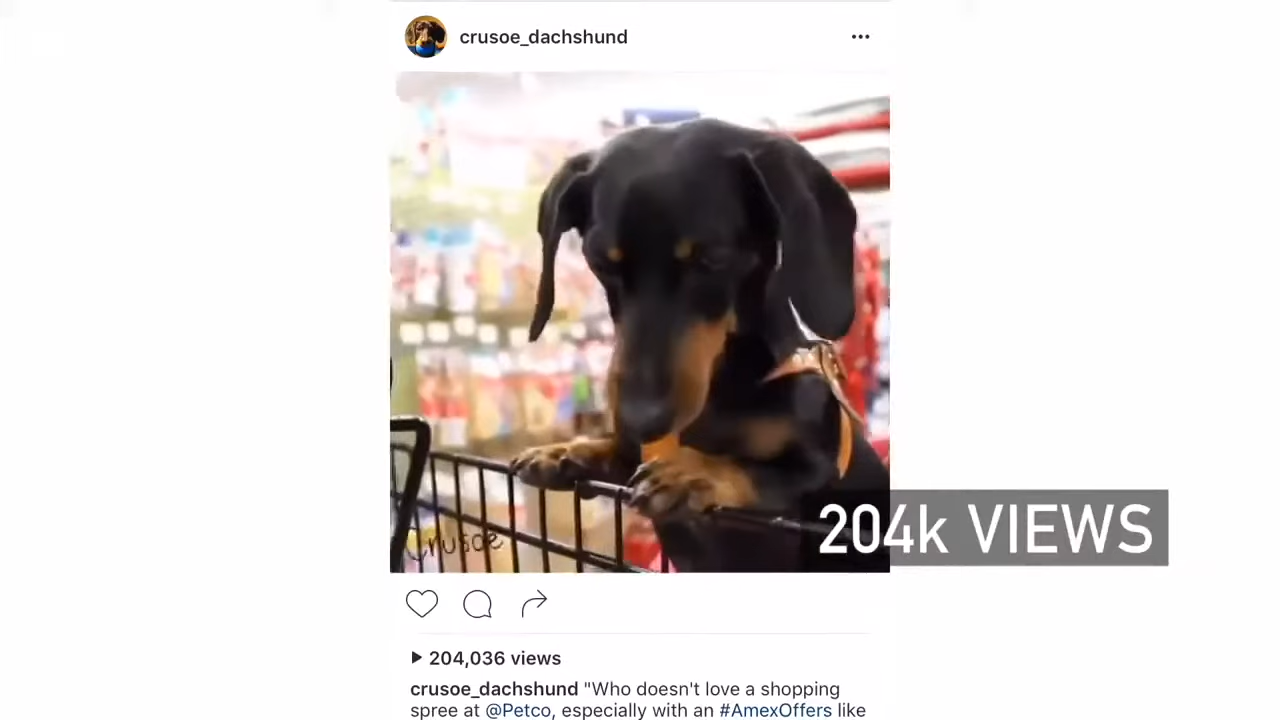 crusoe_dachshund
Crusoe
204k VIEWS
204,036 views
crusoe_dachshund "Who doesn't love a shopping
spree at @Petco, especially with an #AmexOffers like